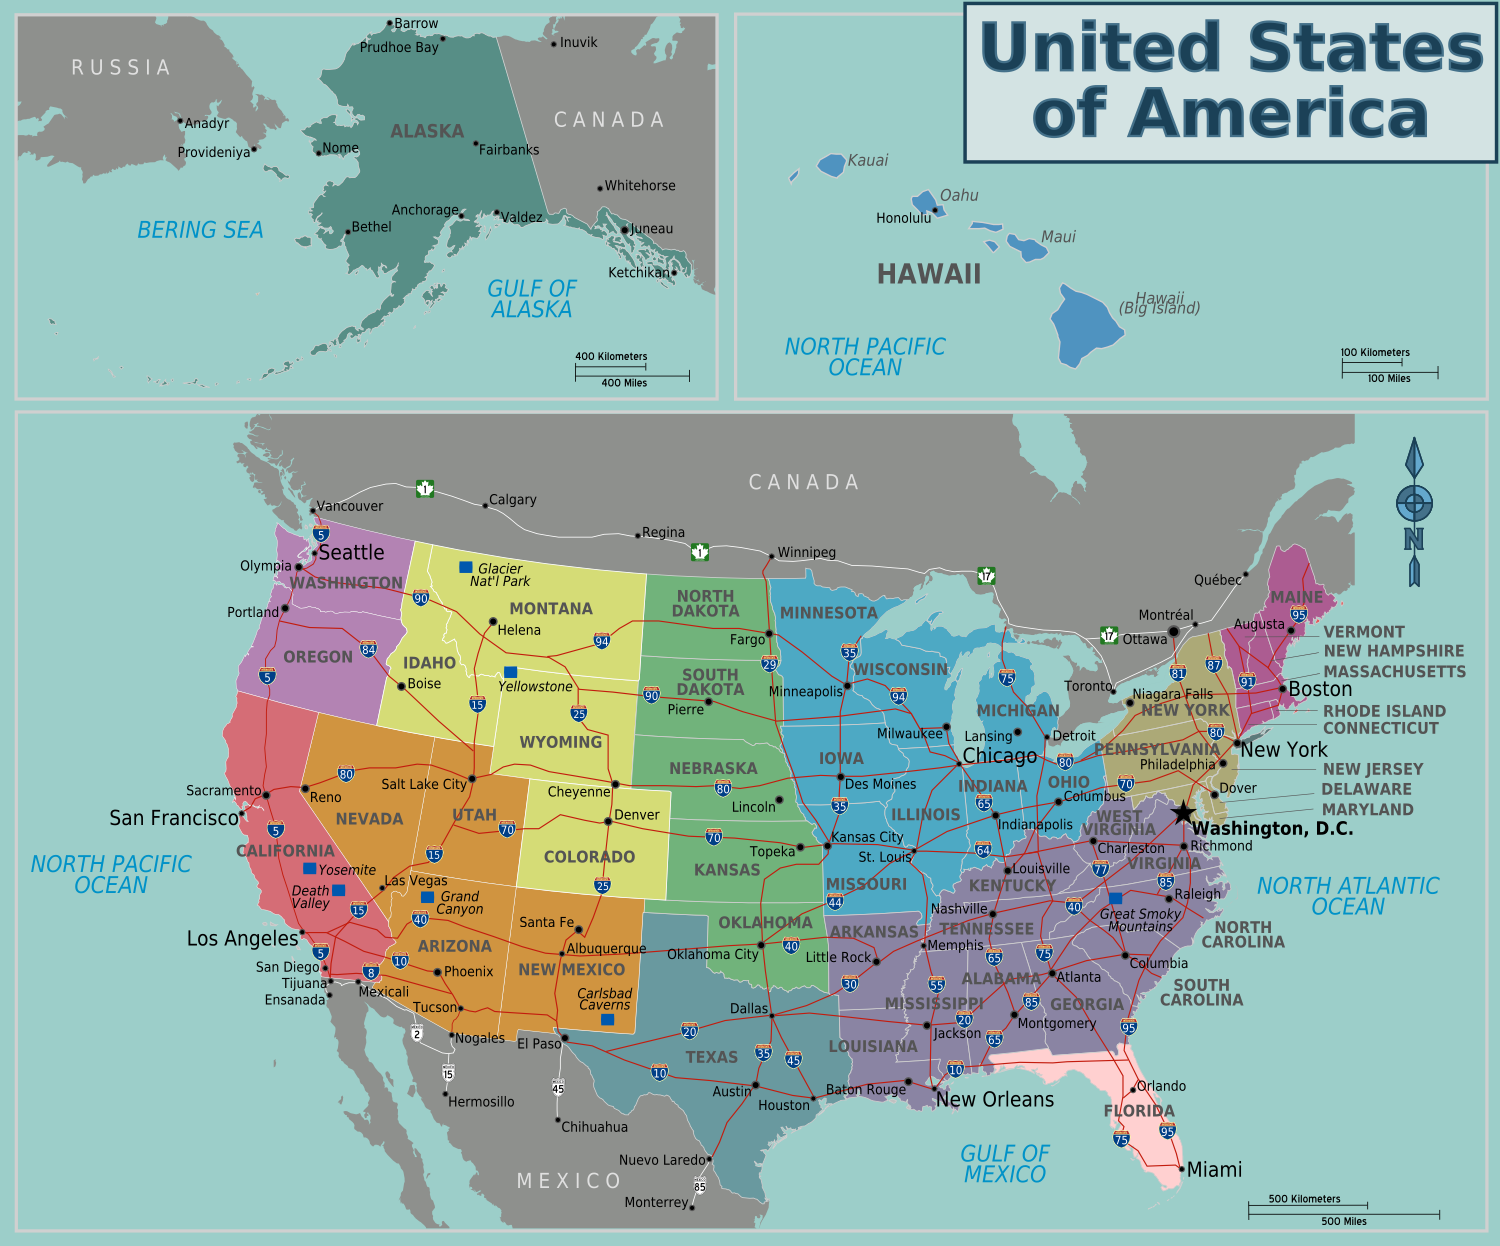 United States
of America
Barrow
Prudhoe Bay
Inuvik
RUSSIA
CANADA
ALASKA
Anadyr
Provideniya
Nome
Fairbanks
Whitehorse
Anchorage
Valdez
Bethel
Juneau
Ketchikan
BERING SEA
GULF OF
ALASKA
400 Kilometers
400 Miles
Kauai
Oahu
Honolulu
Maui
HAWAII
Hawaii
(Big Island)
NORTH PACIFIC
OCEAN
100 Kilometers
100 Miles
CANADA
1
Calgary
Vancouver
Regina
1
Winnipeg
17
N
5
Seattle
Olympia
WASHINGTON
Glacier
Nat'l Park
90
MONTANA
Helena
94
Portland
OREGON
84
IDAHO
Boise
5
15
Yellowstone
25
WYOMING
NORTH
DAKOTA
Fargo
29
SOUTH
DAKOTA
90
Pierre
MINNESOTA
35
Minneapolis
WISCONSIN
94
Milwaukee
75
MICHIGAN
Lansing
Detroit
Chicago
Québec
Montréal
17
Ottawa
Toronto
Niagara Falls
NEW YORK
81
87
91
Augusta
MAINE
95
VERMONT
NEW HAMPSHIRE
MASSACHUSETTS
Boston
RHODE ISLAND
CONNECTICUT
80
New York
PENNSYLVANIA
Philadelphia
NEW JERSEY
DELAWARE
MARYLAND
Dover
80
70
Washington, D.C.
Sacramento
San Francisco
Reno
80
Salt Lake City
NEVADA
UTAH
70
Cheyenne
Denver
COLORADO
25
NEBRASKA
80
Lincoln
IOWA
Des Moines
35
ILLINOIS
INDIANA
65
Indianapolis
OHIO
Columbus
WEST
VIRGINIA
Charleston
VIRGINIA
Richmond
5
CALIFORNIA
Yosemite
Death
Valley
15
15
Las Vegas
Grand
Canyon
40
70
KANSAS
Topeka
Kansas City
St. Louis
64
MISSOURI
44
Louisville
KENTUCKY
77
85
Raleigh
Great Smoky
Mountains
40
Nashville
TENNESSEE
NORTH
CAROLINA
NORTH PACIFIC
OCEAN
NORTH ATLANTIC
OCEAN
Los Angeles
5
San Diego
Tijuana
Ensanada
8
10
Mexicali
ARIZONA
Phoenix
Tucson
Nogales
Santa Fe
Albuquerque
NEW MEXICO
Carlsbad
Caverns
El Paso
OKLAHOMA
Oklahoma City
40
ARKANSAS
Little Rock
30
Memphis
55
65
75
ALABAMA
Atlanta
GEORGIA
85
Columbia
SOUTH
CAROLINA
MISSISSIPPI
20
Jackson
65
Montgomery
95
Dallas
20
TEXAS
35
45
10
Austin
Houston
LOUISIANA
Baton Rouge
New Orleans
10
MEXICO
2
MEXICO
15
Hermosillo
MEXICO
45
Chihuahua
MEXICO
Nuevo Laredo
MEXICO
85
Monterrey
Orlando
FLORIDA
75
95
Miami
GULF OF
MEXICO
500 Kilometers
500 Miles